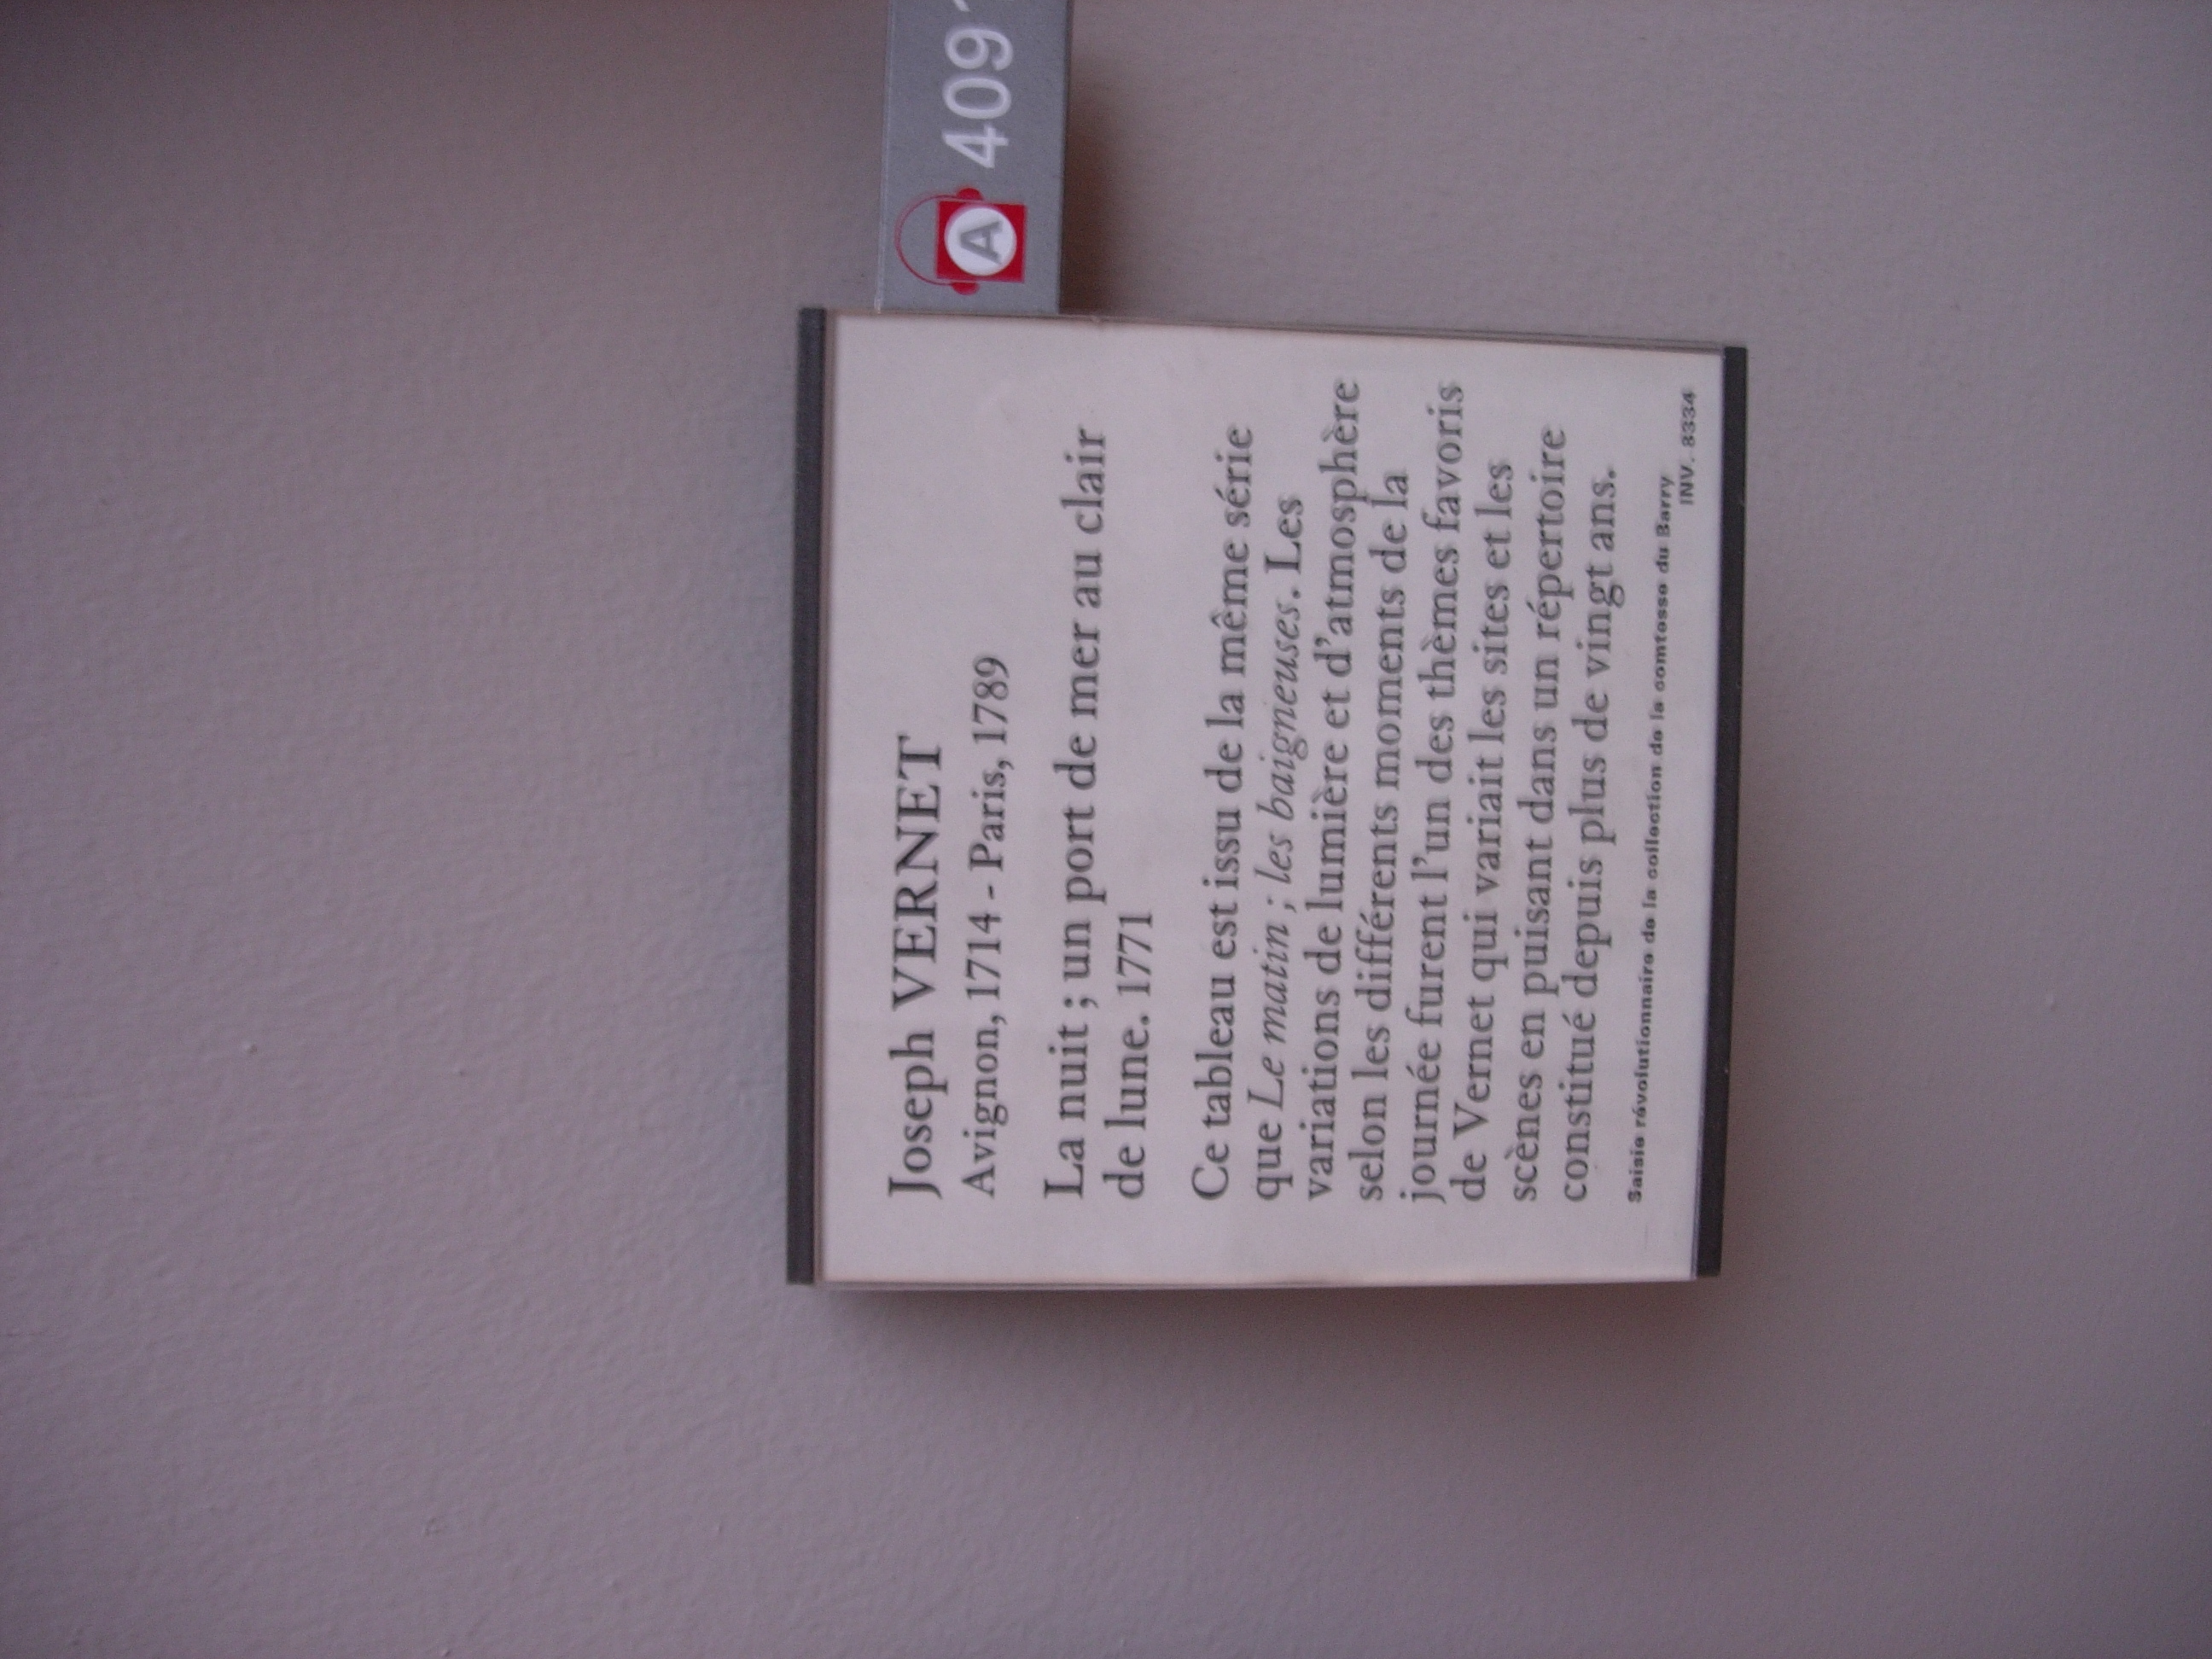 Joseph VERNET
Avignon, 1714 - Paris, 1789
La nuit ; un port de mer au clair
de lune. 1771
Ce tableau est issu de la même série
que Le matin ; les baigneuses. Les
variations de lumière et d'atmosphère
selon les différents moments de la
journée furent l'un des thèmes favoris
de Vernet qui variait les sites et les
scènes en puisant dans un répertoire
constitué depuis plus de vingt ans.
Saisie révolutionnaire de la collection de la comtesse du Barry
INV. 8334
A 409